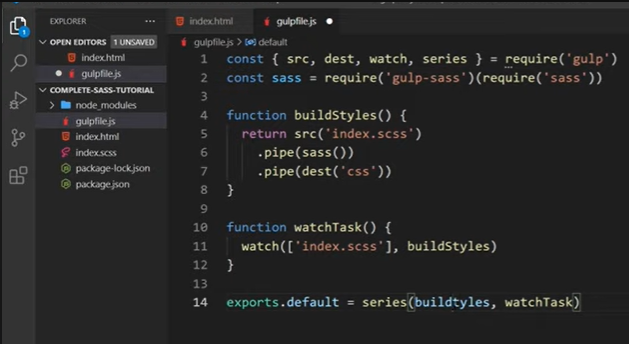 EXPLORER
OPEN EDITORS 1 UNSAVED
index.html
gulpfile.js
COMPLETE-SASS-TUTORIAL
node_modules
gulpfile.js
index.html
index.scss
package-lock.json
package.json
1
index.html
gulpfile.js
gulpfile.js > default
1 const { src, dest, watch, series } = require('gulp')
2 const sass = require('gulp-sass')(require('sass'))
3
4 function buildStyles() {
5 return src('index.scss')
6 .pipe(sass())
7 .pipe(dest('css'))
8 }
9
10 function watchTask() {
11 watch(['index.scss'], buildStyles)
12 }
13
14 exports.default = series(buildtyles, watchTask)